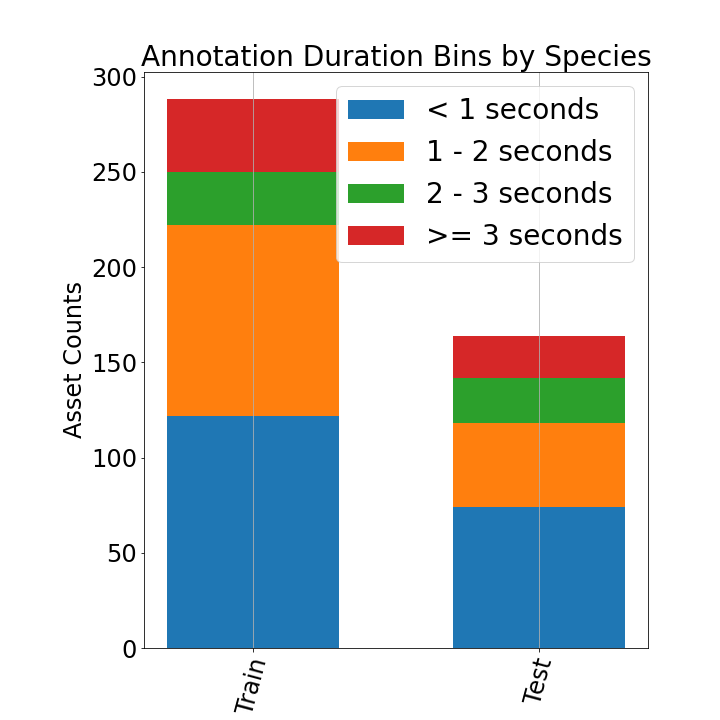 Annotation Duration Bins by Species
300
250
200
150
100
50
0
Asset Counts
< 1 seconds
1 - 2 seconds
2 - 3 seconds
>= 3 seconds
Train
Test